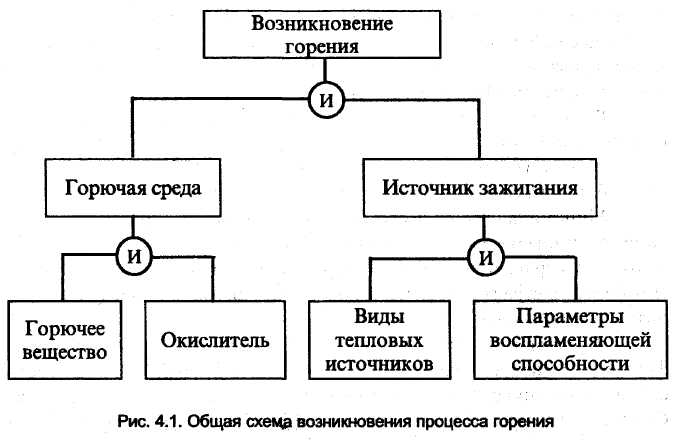 Возникновение
горения
И
Горючая среда
Источник зажигания
И
И
Горючее
вещество
Окислитель
Виды
тепловых
источников
Параметры
воспламеняющей
способности
Рис. 4.1. Общая схема возникновения процесса горения